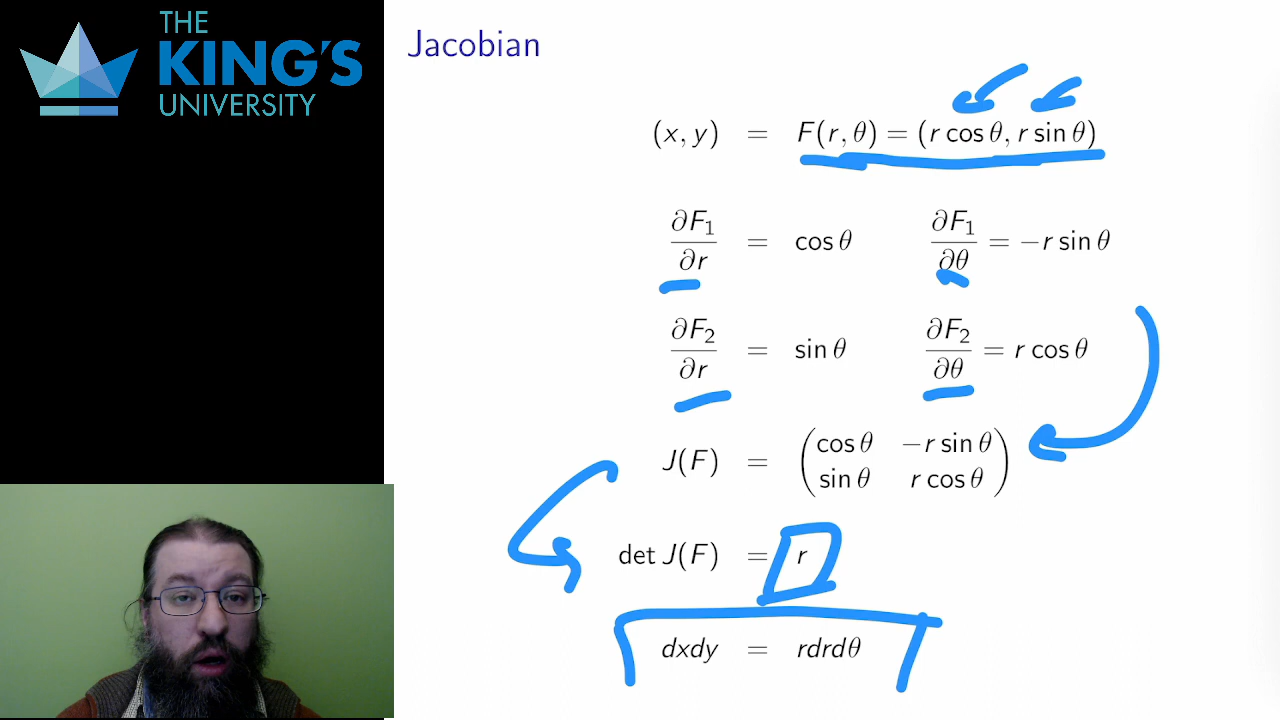 THE
KING'S
UNIVERSITY
Jacobian
(x, y) = F(r, θ) = (r cos θ, r sin θ)
∂F₁/∂r = cos θ ∂F₁/∂θ = −r sin θ
∂F₂/∂r = sin θ ∂F₂/∂θ = r cos θ
J(F) = (cos θ −r sin θ
sin θ r cos θ)
det J(F) = r
dxdy = rdrdθ